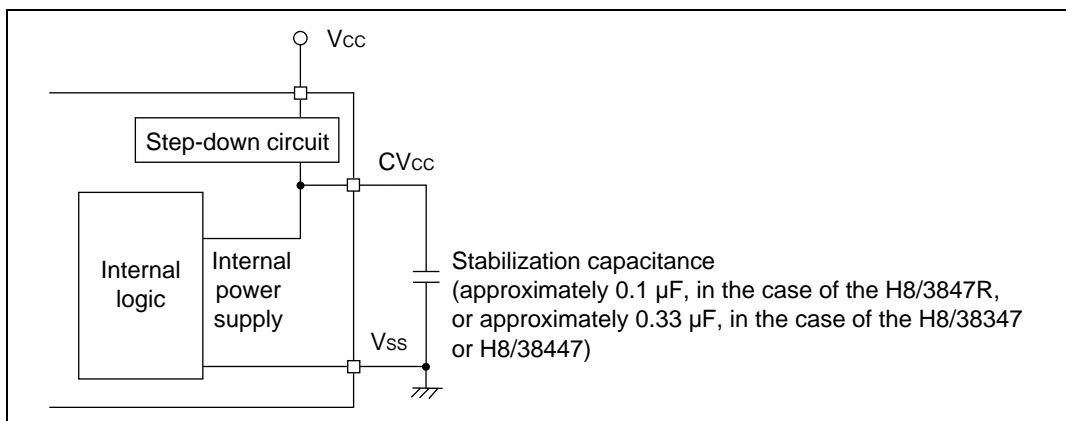 Vcc
Step-down circuit
CVcc
Internal
logic
Internal
power
supply
Stabilization capacitance
(approximately 0.1 µF, in the case of the H8/3847R,
or approximately 0.33 µF, in the case of the H8/38347
or H8/38447)
Vss